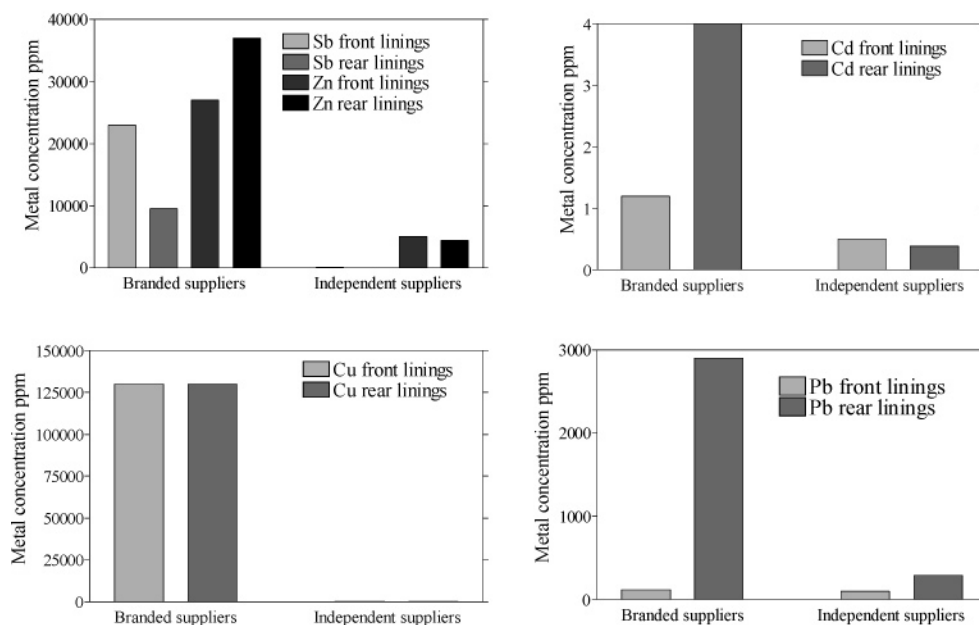 Metal concentration ppm
40000
30000
20000
10000
0
Sb front linings
Sb rear linings
Zn front linings
Zn rear linings
Branded suppliers
Independent suppliers
Metal concentration ppm
4
3
2
1
0
Cd front linings
Cd rear linings
Branded suppliers
Independent suppliers
Metal concentration ppm
150000
125000
100000
75000
50000
25000
0
Cu front linings
Cu rear linings
Branded suppliers
Independent suppliers
Metal concentration ppm
3000
2000
1000
0
Pb front linings
Pb rear linings
Branded suppliers
Independent suppliers